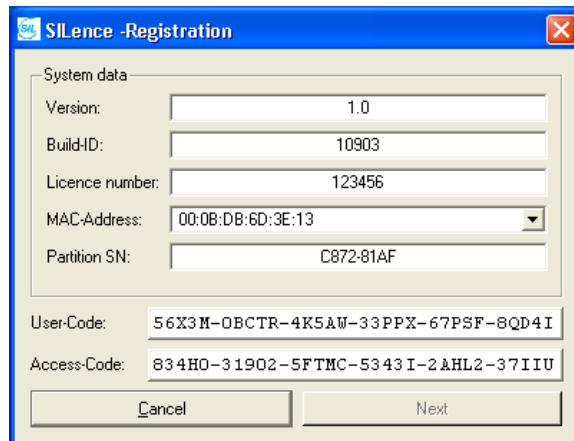 SIL SILence -Registration
System data
Version: 1.0
Build-ID: 10903
Licence number: 123456
MAC-Address: 00:0B:DB:6D:3E:13
Partition SN: C872-81AF
User-Code: 56X3M-0BCTR-4K5AW-33PPX-67PSF-8QD4I
Access-Code: 834HO-31902-5FTMC-5343I-2AHL2-37IIU
Cancel Next